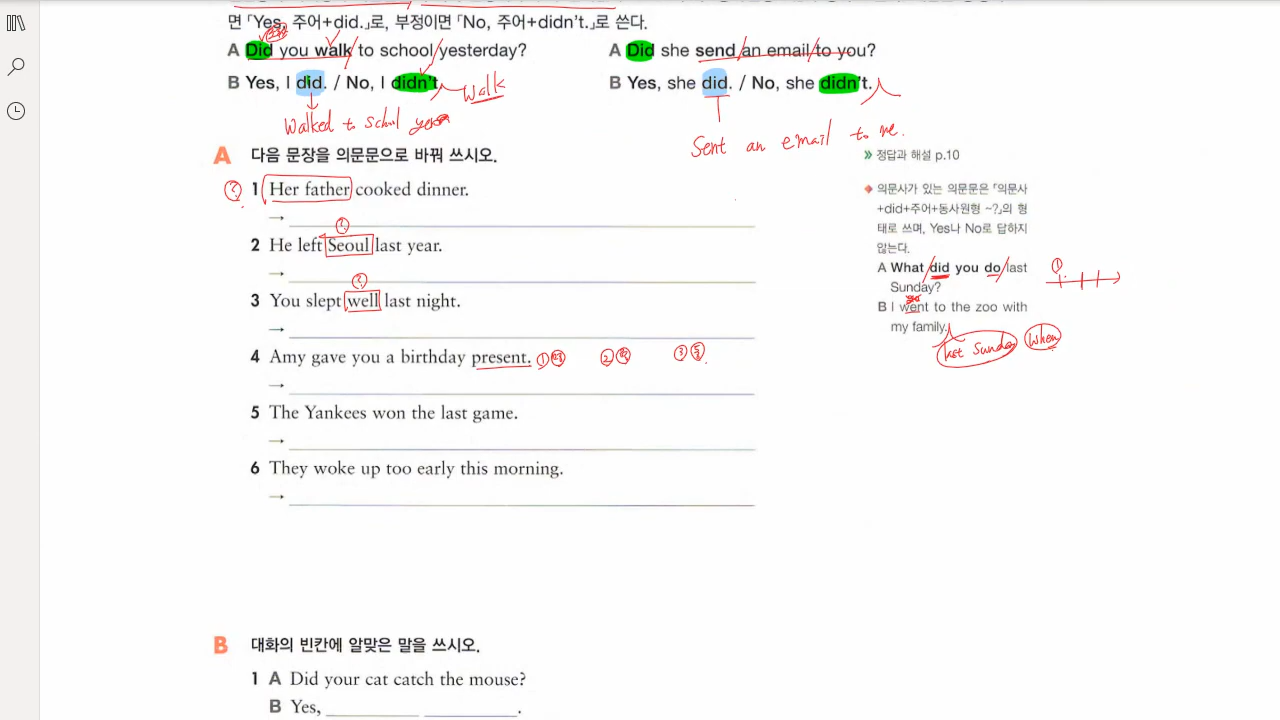 면 「Yes, 주어+did.」로, 부정이면 「No, 주어+didn't.」로 쓴다.
A Did you walk to school yesterday?
B Yes, I did. / No, I didn't.
walk
Walked to school
A Did she send an email to you?
B Yes, she did. / No, she didn't.
Sent an email to me.
A 다음 문장을 의문문으로 바꿔 쓰시오.
» 정답과 해설 p.10
1 Her father cooked dinner.
→
2 He left Seoul last year.
→
3 You slept well last night.
→
4 Amy gave you a birthday present. ① ② ③
→
5 The Yankees won the last game.
→
6 They woke up too early this morning.
→
의문사가 있는 의문문은 「의문사
+did+주어+동사원형 ~?」의 형
태로 쓰며, Yes나 No로 답하지
않는다.
A What did you do last
Sunday?
①
B I went to the zoo with
my family.
last Sunday When
B 대화의 빈칸에 알맞은 말을 쓰시오.
1 A Did your cat catch the mouse?
B Yes, ________ ________.